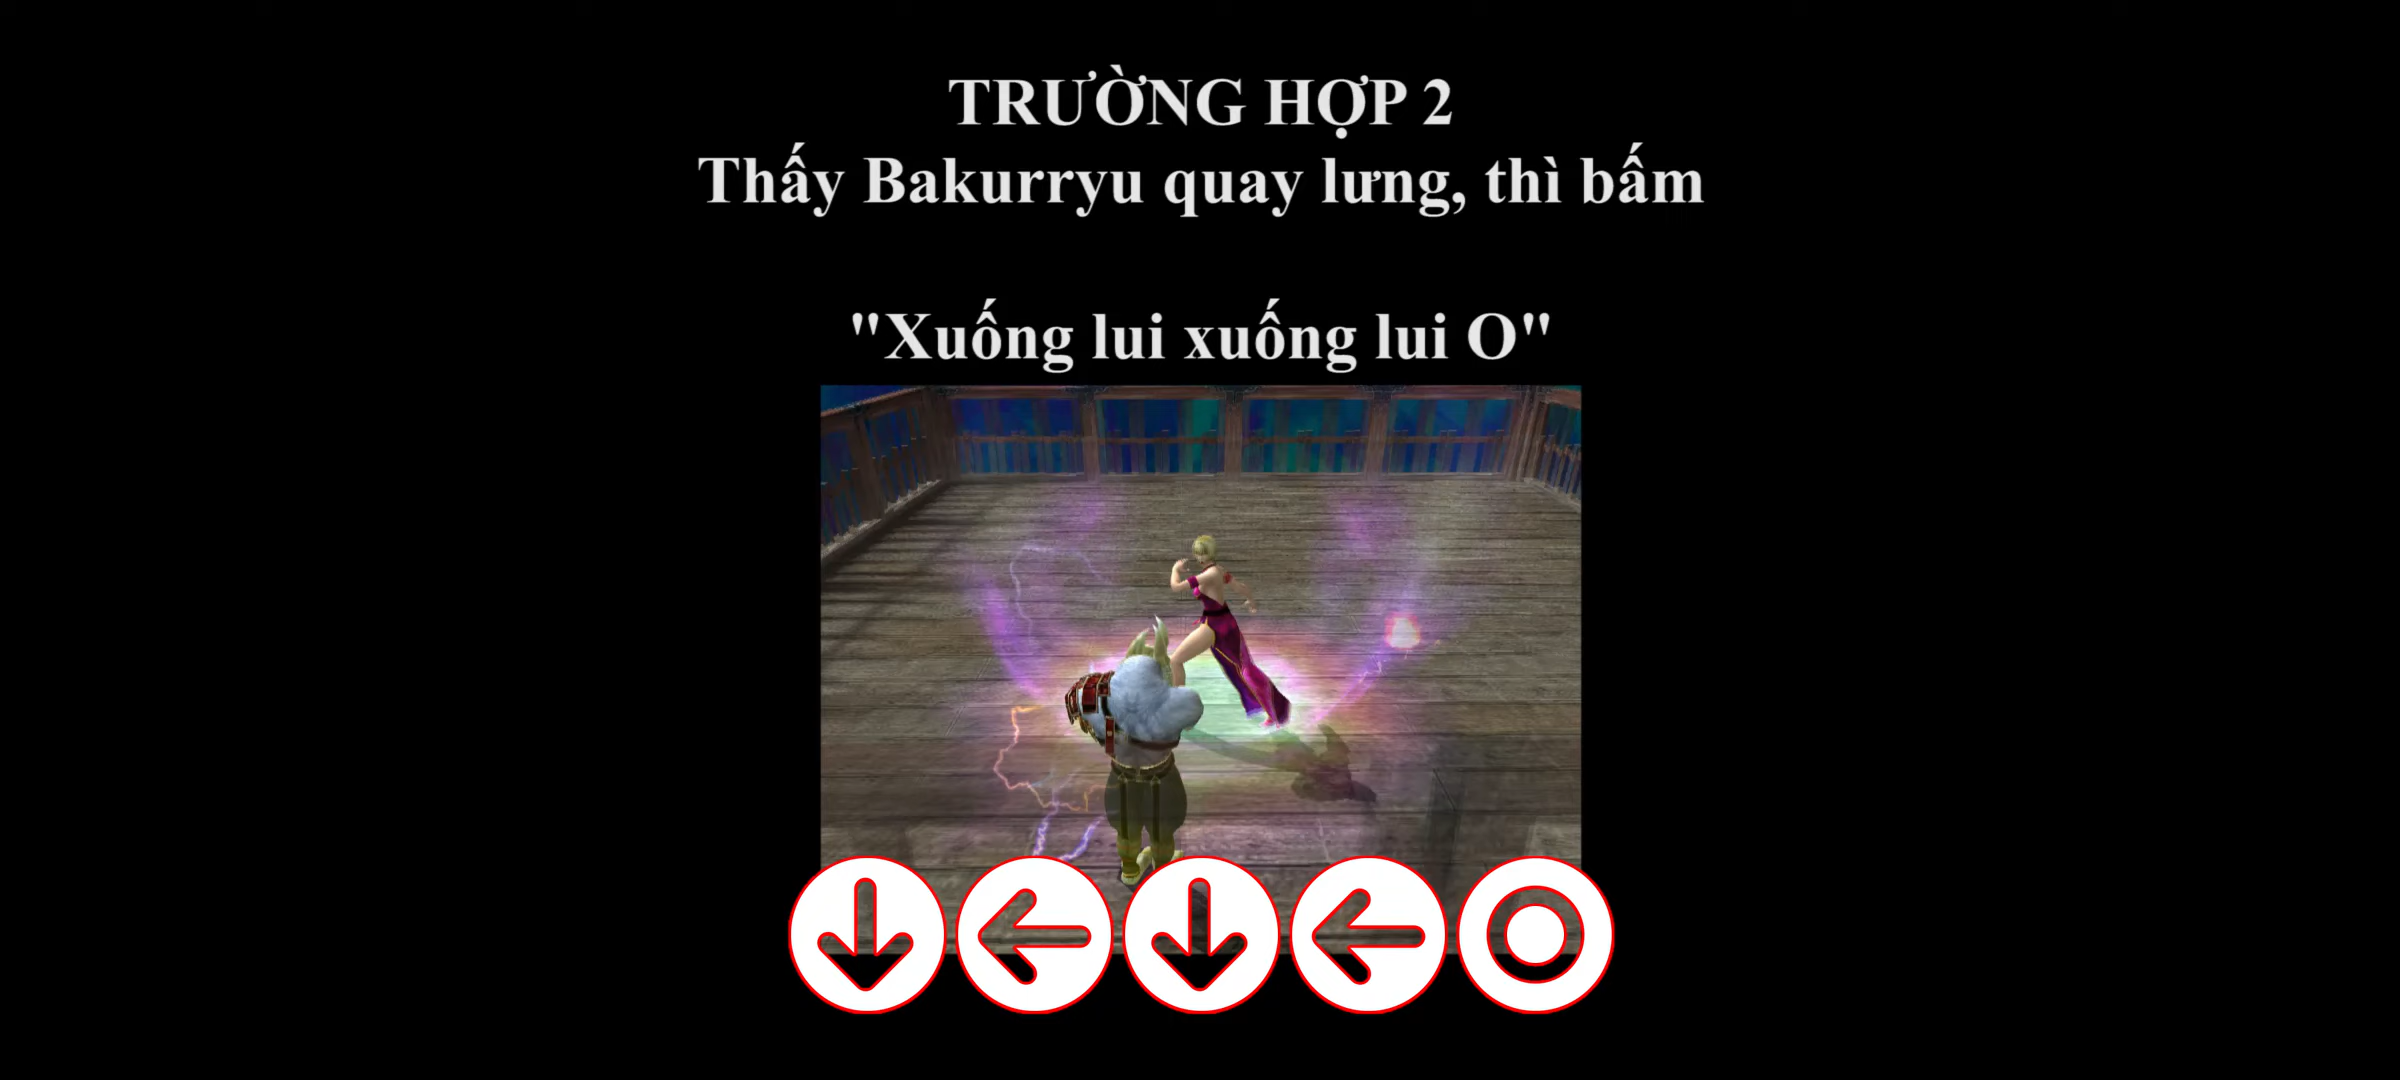 TRƯỜNG HỢP 2
Thấy Bakurryu quay lưng, thì bấm
"Xuống lui xuống lui O"